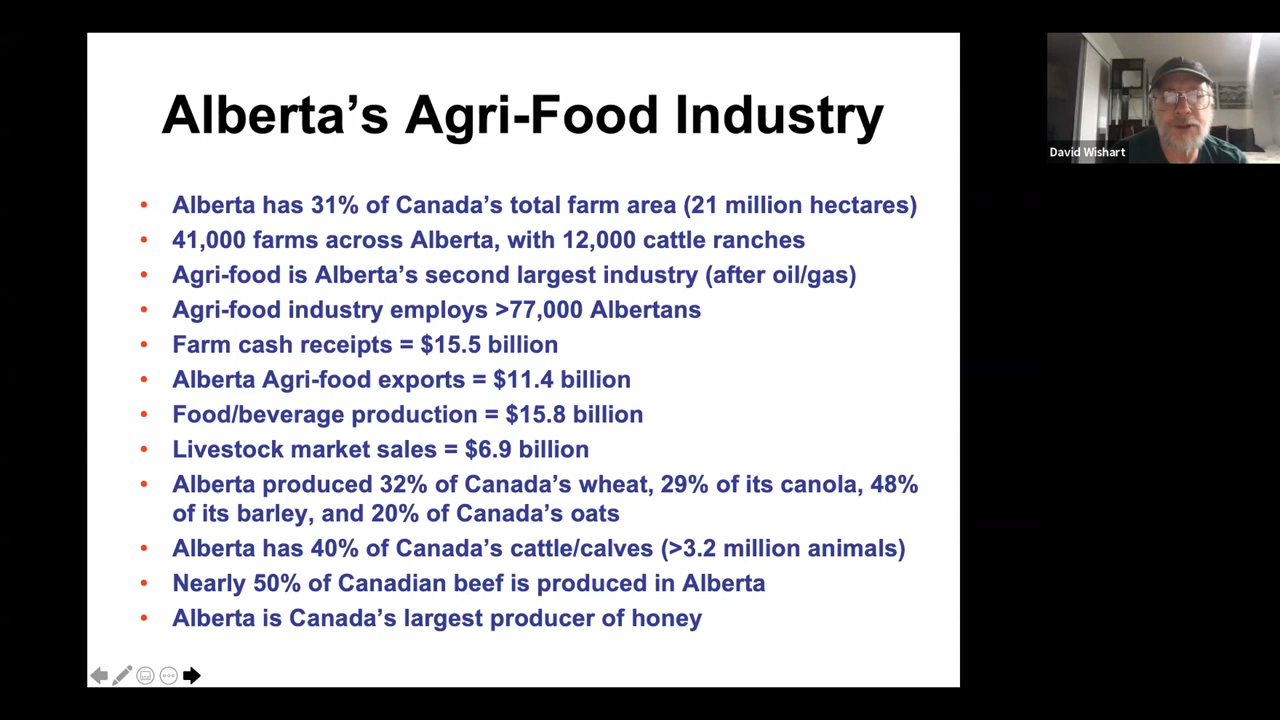 Alberta's Agri-Food Industry
• Alberta has 31% of Canada's total farm area (21 million hectares)
• 41,000 farms across Alberta, with 12,000 cattle ranches
• Agri-food is Alberta's second largest industry (after oil/gas)
• Agri-food industry employs >77,000 Albertans
• Farm cash receipts = $15.5 billion
• Alberta Agri-food exports = $11.4 billion
• Food/beverage production = $15.8 billion
• Livestock market sales = $6.9 billion
• Alberta produced 32% of Canada's wheat, 29% of its canola, 48%
of its barley, and 20% of Canada's oats
• Alberta has 40% of Canada's cattle/calves (>3.2 million animals)
• Nearly 50% of Canadian beef is produced in Alberta
• Alberta is Canada's largest producer of honey
David Wishart